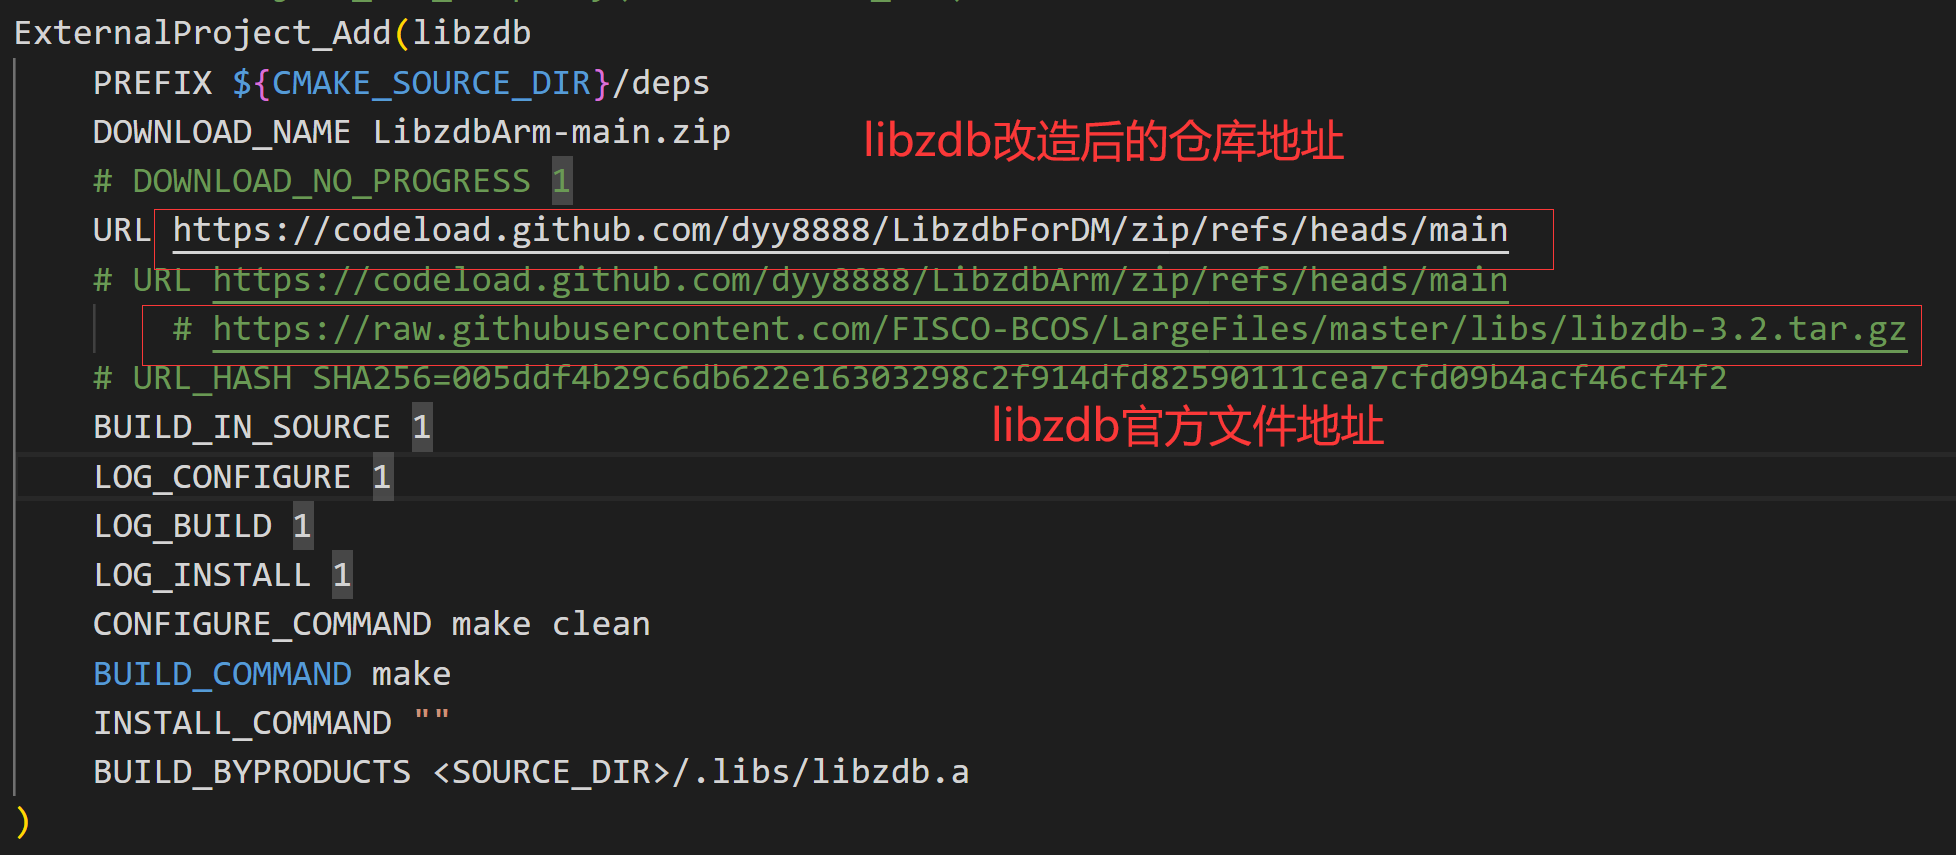 ExternalProject_Add(libzdb
PREFIX ${CMAKE_SOURCE_DIR}/deps
DOWNLOAD_NAME LibzdbArm-main.zip
libzdb改造后的仓库地址
# DOWNLOAD_NO_PROGRESS 1
URL https://codeload.github.com/dyy8888/LibzdbForDM/zip/refs/heads/main
# URL https://codeload.github.com/dyy8888/LibzdbArm/zip/refs/heads/main
# https://raw.githubusercontent.com/FISCO-BCOS/LargeFiles/master/libs/libzdb-3.2.tar.gz
# URL_HASH SHA256=005ddf4b29c6db622e16303298c2f914dfd82590111cea7cfd09b4acf46cf4f2
BUILD_IN_SOURCE 1
libzdb官方文件地址
LOG_CONFIGURE 1
LOG_BUILD 1
LOG_INSTALL 1
CONFIGURE_COMMAND make clean
BUILD_COMMAND make
INSTALL_COMMAND ""
BUILD_BYPRODUCTS <SOURCE_DIR>/.libs/libzdb.a
)